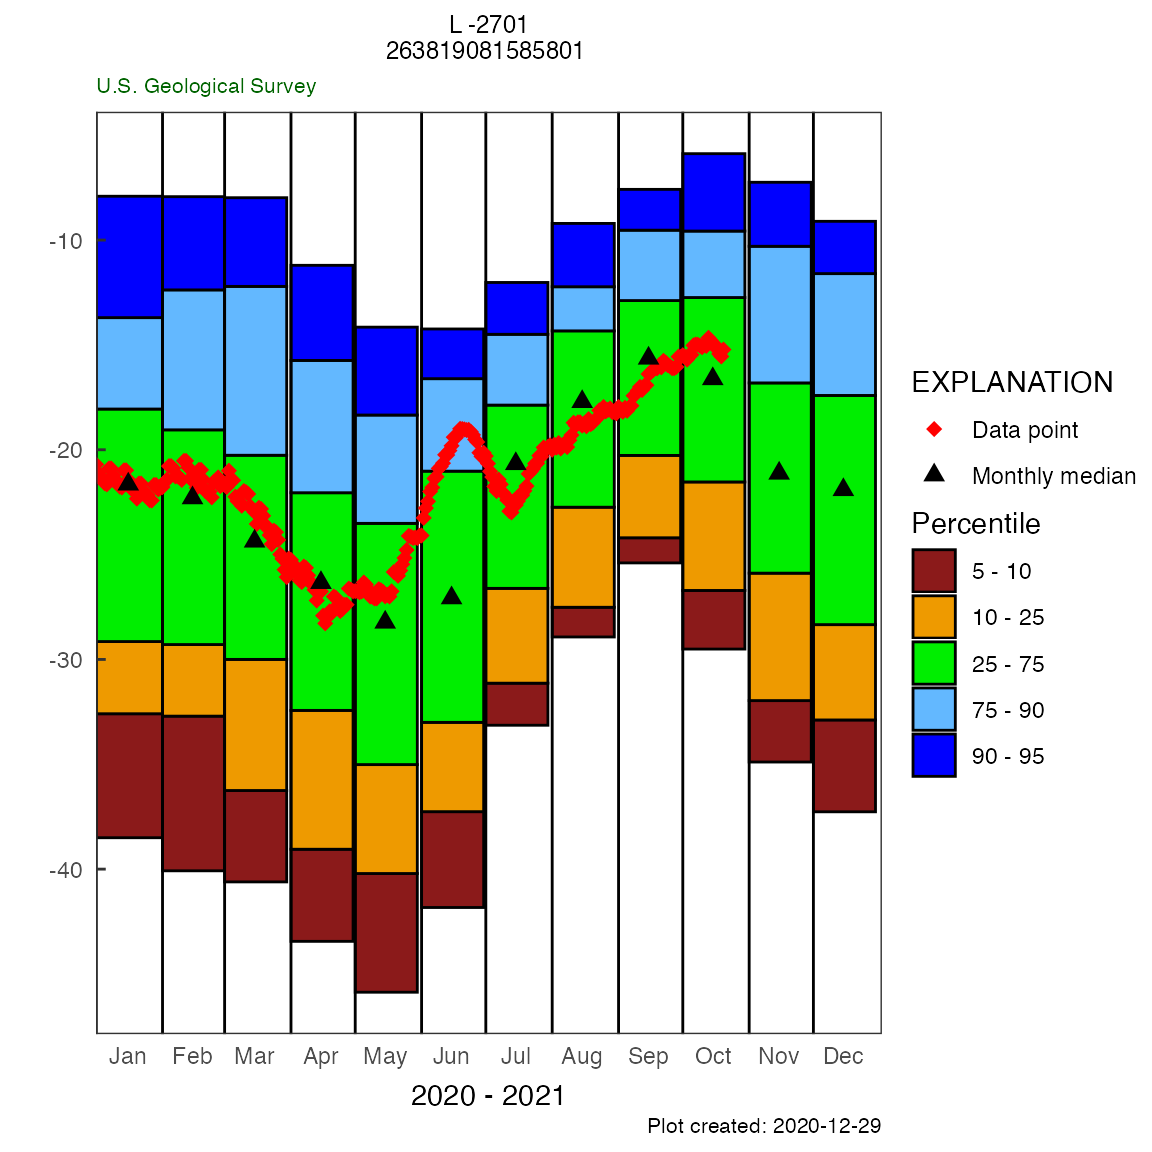 L -2701
263819081585801
U.S. Geological Survey
-10
-20
-30
-40
Jan Feb Mar Apr May Jun Jul Aug Sep Oct Nov Dec
2020 - 2021
Plot created: 2020-12-29
EXPLANATION
Data point
Monthly median
Percentile
5 - 10
10 - 25
25 - 75
75 - 90
90 - 95